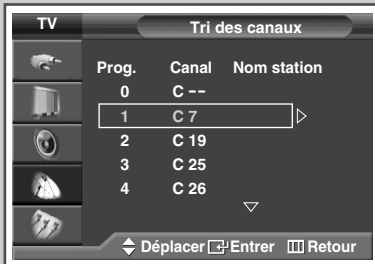 TV Tri des canaux
Prog. Canal Nom station
0 C --
1 C 7
2 C 19
3 C 25
4 C 26
Déplacer Entrer Retour